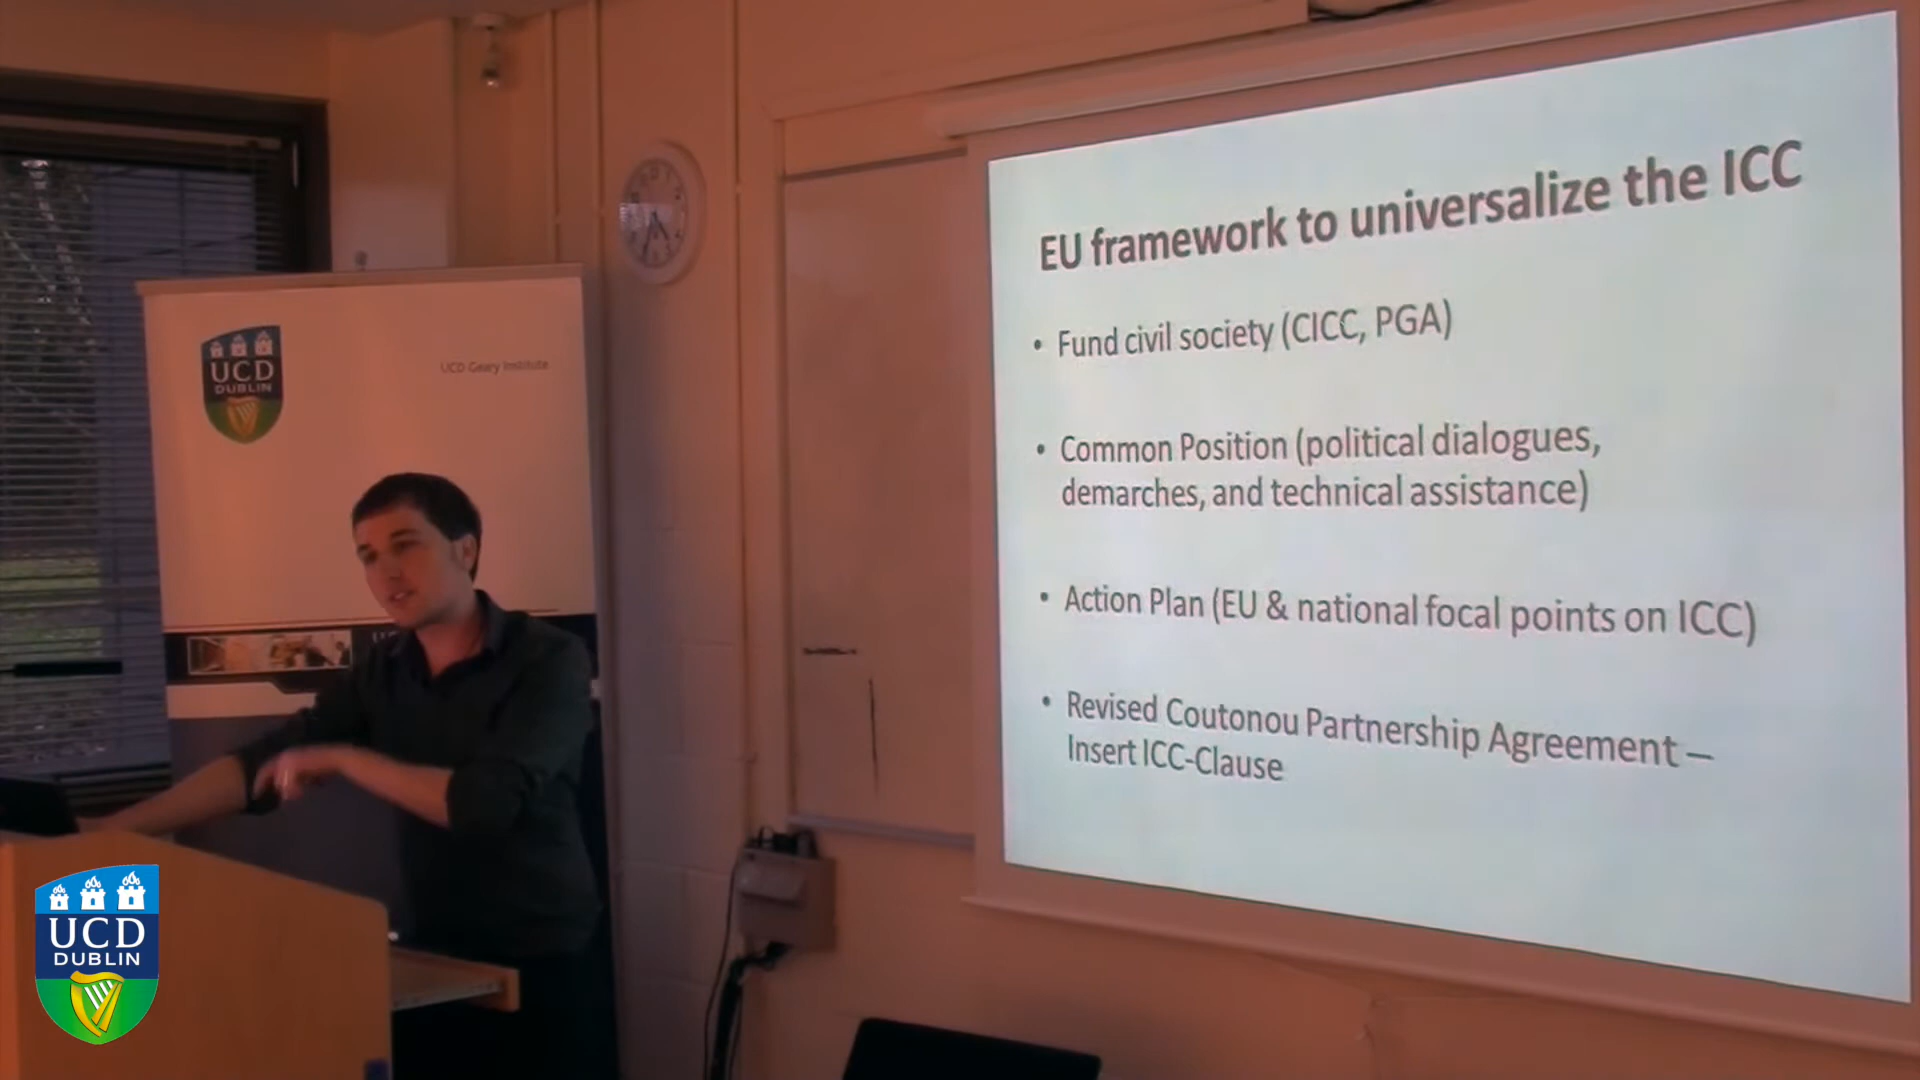 EU framework to universalize the ICC
• Fund civil society (CICC, PGA)
• Common Position (political dialogues,
demarches, and technical assistance)
• Action Plan (EU & national focal points on ICC)
• Revised Coutonou Partnership Agreement –
Insert ICC-Clause
UCD
DUBLIN
UCD Geary Institute
UCD
DUBLIN